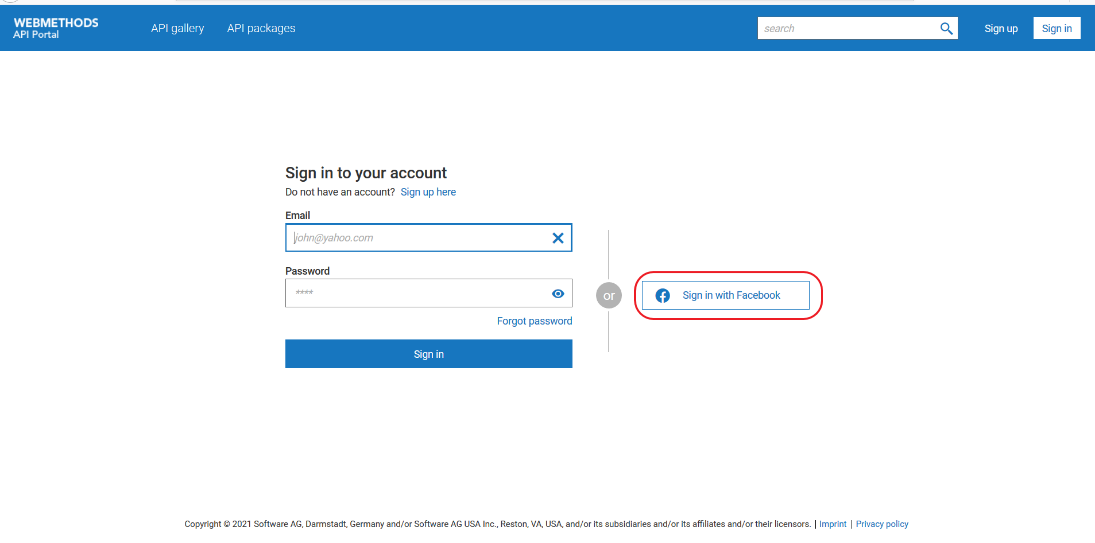 WEBMETHODS
API Portal
API gallery
API packages
search
Sign up
Sign in
Sign in to your account
Do not have an account? Sign up here
Email
john@yahoo.com
Password
****
Forgot password
Sign in
or
Sign in with Facebook
Copyright © 2021 Software AG, Darmstadt, Germany and/or Software AG USA Inc., Reston, VA, USA, and/or its subsidiaries and/or its affiliates and/or their licensors. | Imprint | Privacy policy